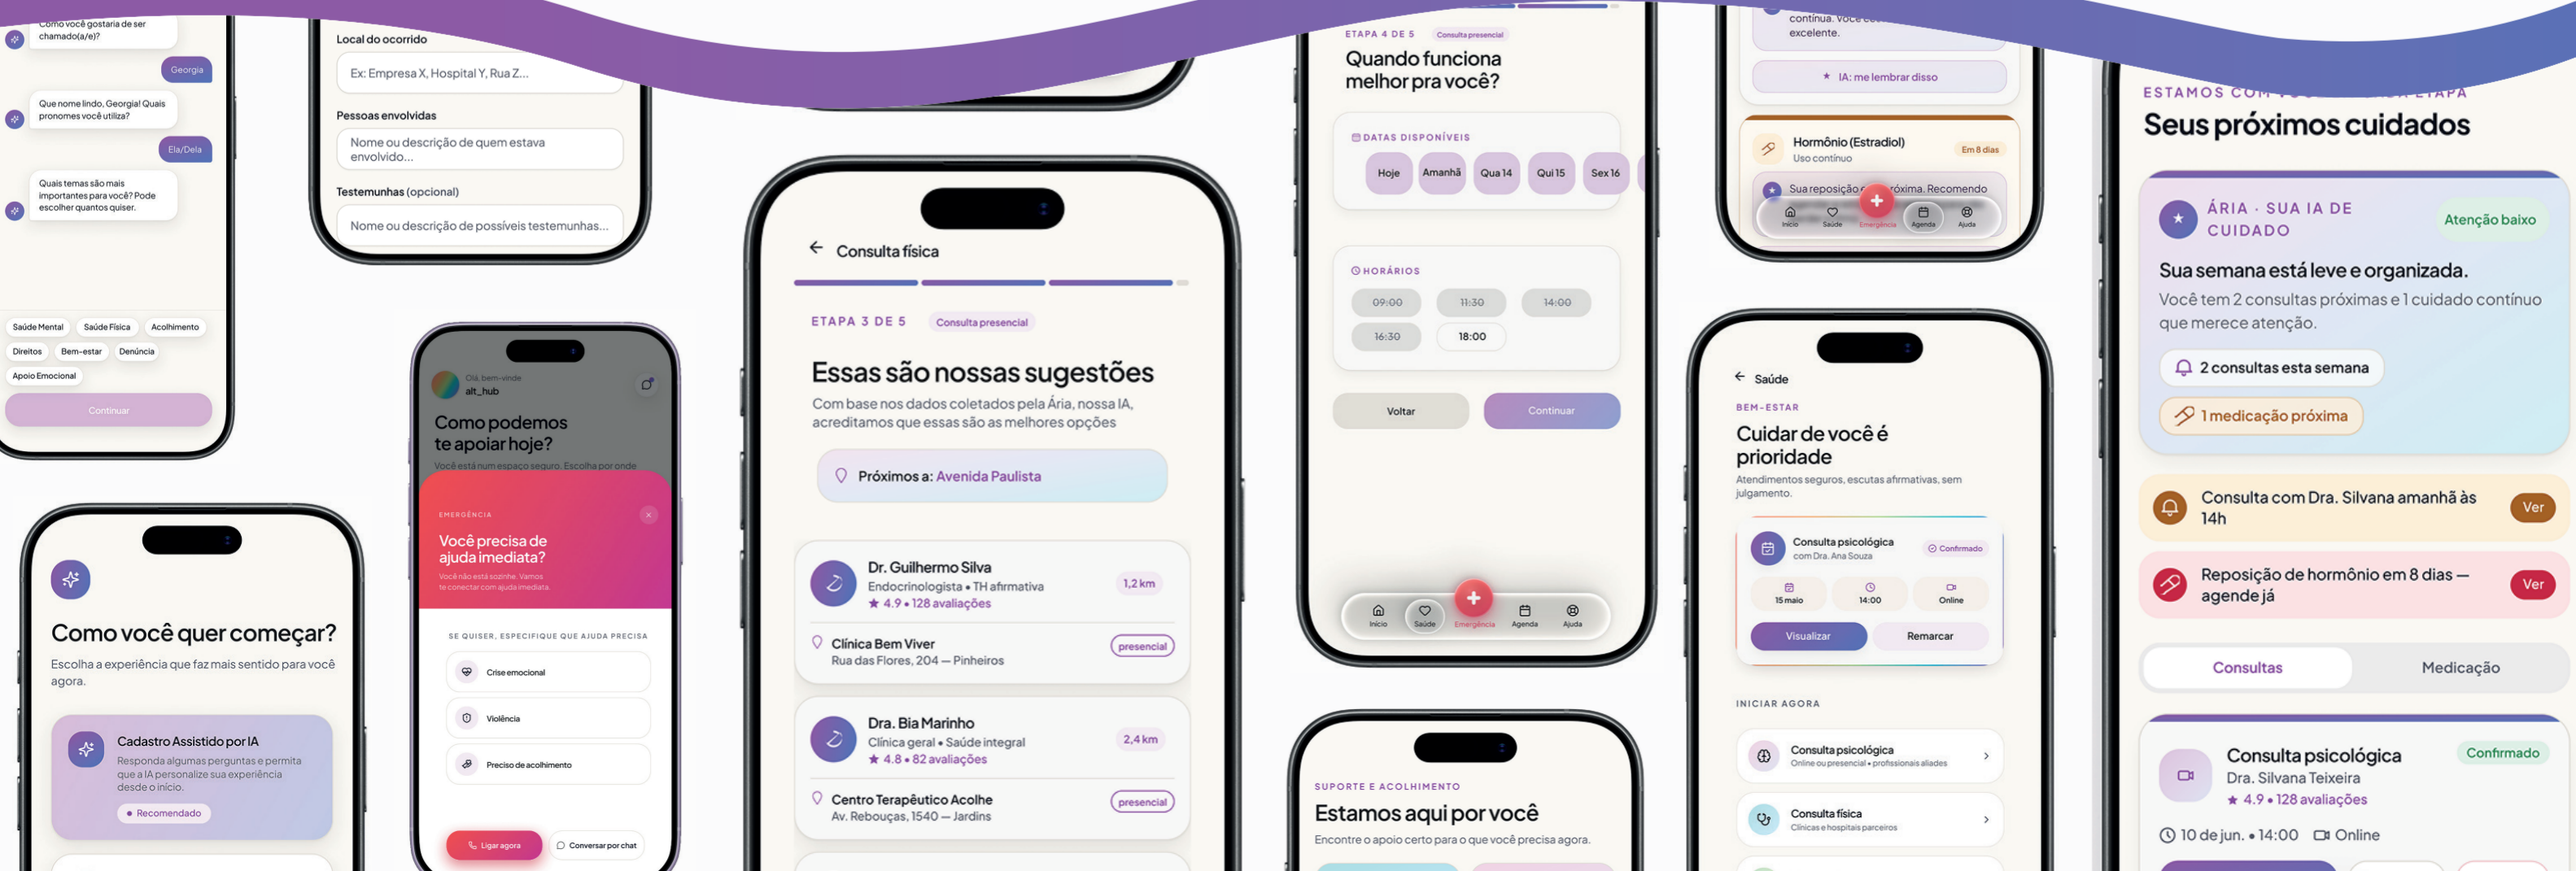 Como você gostaria de ser
chamado(a/e)?
Georgia
Que nome lindo, Georgia! Quais
pronomes você utiliza?
Ela/Dela
Quais temas são mais
importantes para você? Pode
escolher quantos quiser.
Saúde Mental
Saúde Física
Acolhimento
Direitos
Bem-estar
Denúncia
Apoio Emocional
Continuar
Como você quer começar?
Escolha a experiência que faz mais sentido para você
agora.
Cadastro Assistido por IA
Responda algumas perguntas e permita
que a IA personalize sua experiência
desde o início.
Recomendado
Local do ocorrido
Ex: Empresa X, Hospital Y, Rua Z...
Pessoas envolvidas
Nome ou descrição de quem estava
envolvido...
Testemunhas (opcional)
Nome ou descrição de possíveis testemunhas...
Olá, bem-vinde
alt_hub
Como podemos
te apoiar hoje?
Você está num espaço seguro. Escolha por onde
EMERGÊNCIA
Você precisa de
ajuda imediata?
Você não está sozinhe. Vamos
te conectar com ajuda imediata.
SE QUISER, ESPECIFIQUE QUE AJUDA PRECISA
Crise emocional
Violência
Preciso de acolhimento
Ligar agora
Conversar por chat
Consulta física
ETAPA 3 DE 5
Consulta presencial
Essas são nossas sugestões
Com base nos dados coletados pela Ária, nossa IA,
acreditamos que essas são as melhores opções
Próximos a: Avenida Paulista
Dr. Guilhermo Silva
Endocrinologista • TH afirmativa
★ 4.9 • 128 avaliações
1,2 km
Clínica Bem Viver
Rua das Flores, 204 — Pinheiros
presencial
Dra. Bia Marinho
Clínica geral • Saúde integral
★ 4.8 • 82 avaliações
2,4 km
Centro Terapêutico Acolhe
Av. Rebouças, 1540 — Jardins
presencial
ETAPA 4 DE 5
Consulta presencial
Quando funciona
melhor pra você?
DATAS DISPONÍVEIS
Hoje
Amanhã
Qua 14
Qui 15
Sex 16
HORÁRIOS
09:00
11:30
14:00
16:30
18:00
Voltar
Continuar
Início
Saúde
Emergência
Agenda
Ajuda
SUPORTE E ACOLHIMENTO
Estamos aqui por você
Encontre o apoio certo para o que você precisa agora.
contínua. Você
excelente.
★ IA: me lembrar disso
Hormônio (Estradiol)
Uso contínuo
Em 8 dias
Sua reposição róxima. Recomendo
Início
Saúde
Emergência
Agenda
Ajuda
Saúde
BEM-ESTAR
Cuidar de você é
prioridade
Atendimentos seguros, escutas afirmativas, sem
julgamento.
Consulta psicológica
com Dra. Ana Souza
Confirmado
15 maio
14:00
Online
Visualizar
Remarcar
INICIAR AGORA
Consulta psicológica
Online ou presencial • profissionais aliades
Consulta física
Clínicas e hospitais parceiros
ESTAMOS COM ETAPA
Seus próximos cuidados
ÁRIA · SUA IA DE
CUIDADO
Atenção baixo
Sua semana está leve e organizada.
Você tem 2 consultas próximas e 1 cuidado contínuo
que merece atenção.
2 consultas esta semana
1 medicação próxima
Consulta com Dra. Silvana amanhã às
14h
Ver
Reposição de hormônio em 8 dias —
agende já
Ver
Consultas
Medicação
Consulta psicológica
Dra. Silvana Teixeira
★ 4.9 • 128 avaliações
Confirmado
10 de jun. • 14:00
Online